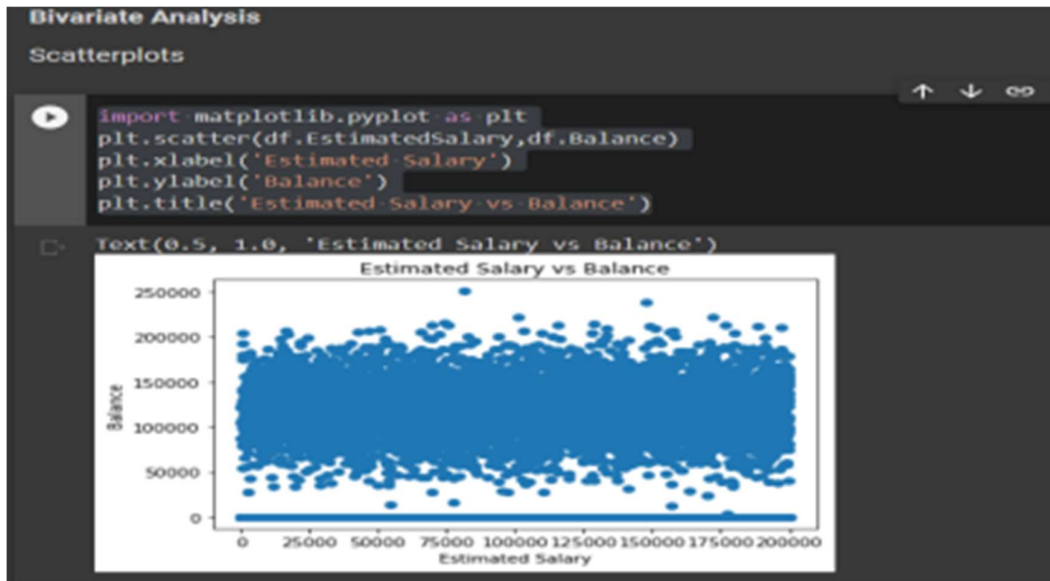 Bivariate Analysis
Scatterplots
import matplotlib.pyplot as plt
plt.scatter(df.EstimatedSalary,df.Balance)
plt.xlabel('Estimated Salary')
plt.ylabel('Balance')
plt.title('Estimated Salary vs Balance')
Text(0.5, 1.0, 'Estimated Salary vs Balance')
Estimated Salary vs Balance
250000
200000
150000
100000
50000
0
Balance
0 25000 50000 75000 100000 125000 150000 175000 200000
Estimated Salary